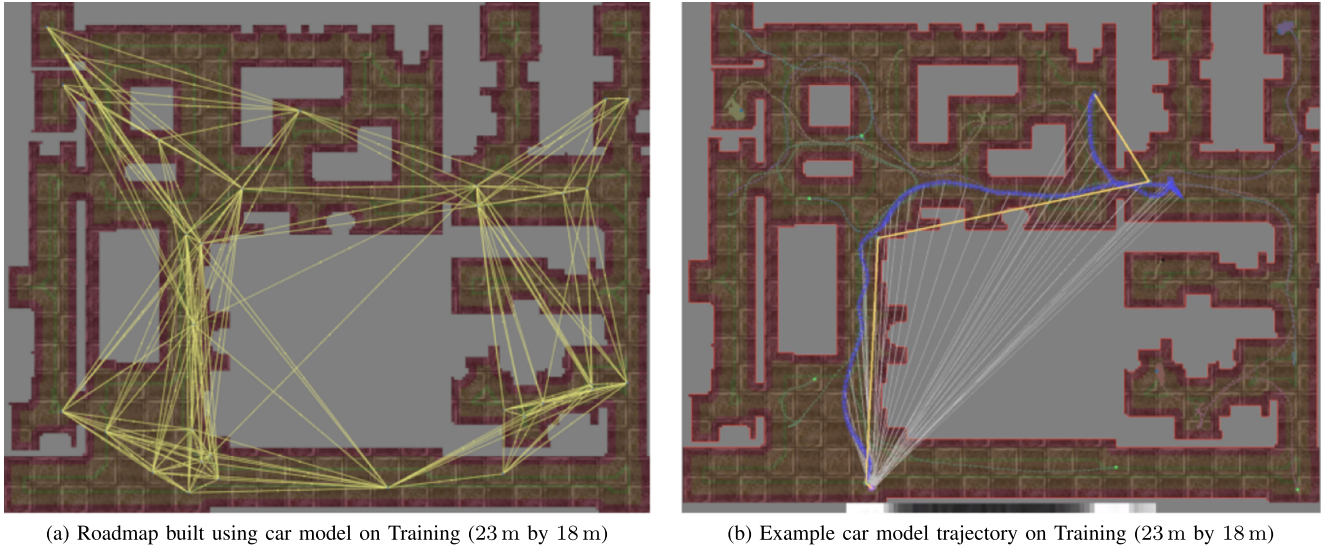 (a) Roadmap built using car model on Training (23 m by 18 m)
(b) Example car model trajectory on Training (23 m by 18 m)